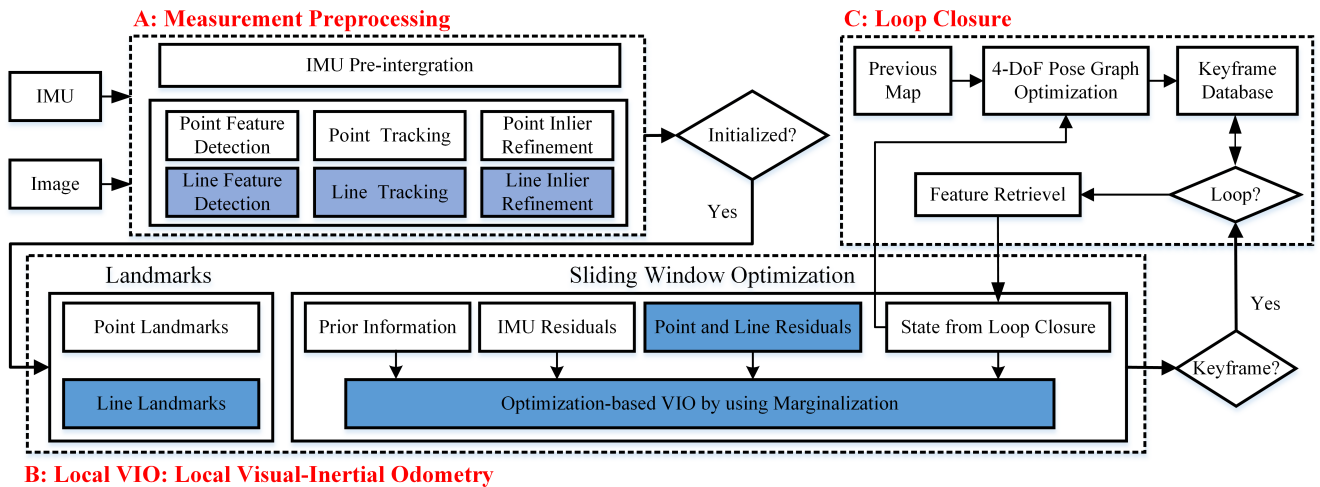 A: Measurement Preprocessing
IMU Pre-intergration
IMU
Image
Point Feature
Detection
Point Tracking
Point Inlier
Refinement
Line Feature
Detection
Line Tracking
Line Inlier
Refinement
Initialized?
Yes
C: Loop Closure
Previous
Map
4-DoF Pose Graph
Optimization
Keyframe
Database
Feature Retrievel
Loop?
Yes
Keyframe?
Landmarks
Point Landmarks
Line Landmarks
Sliding Window Optimization
Prior Information
IMU Residuals
Point and Line Residuals
State from Loop Closure
Optimization-based VIO by using Marginalization
B: Local VIO: Local Visual-Inertial Odometry